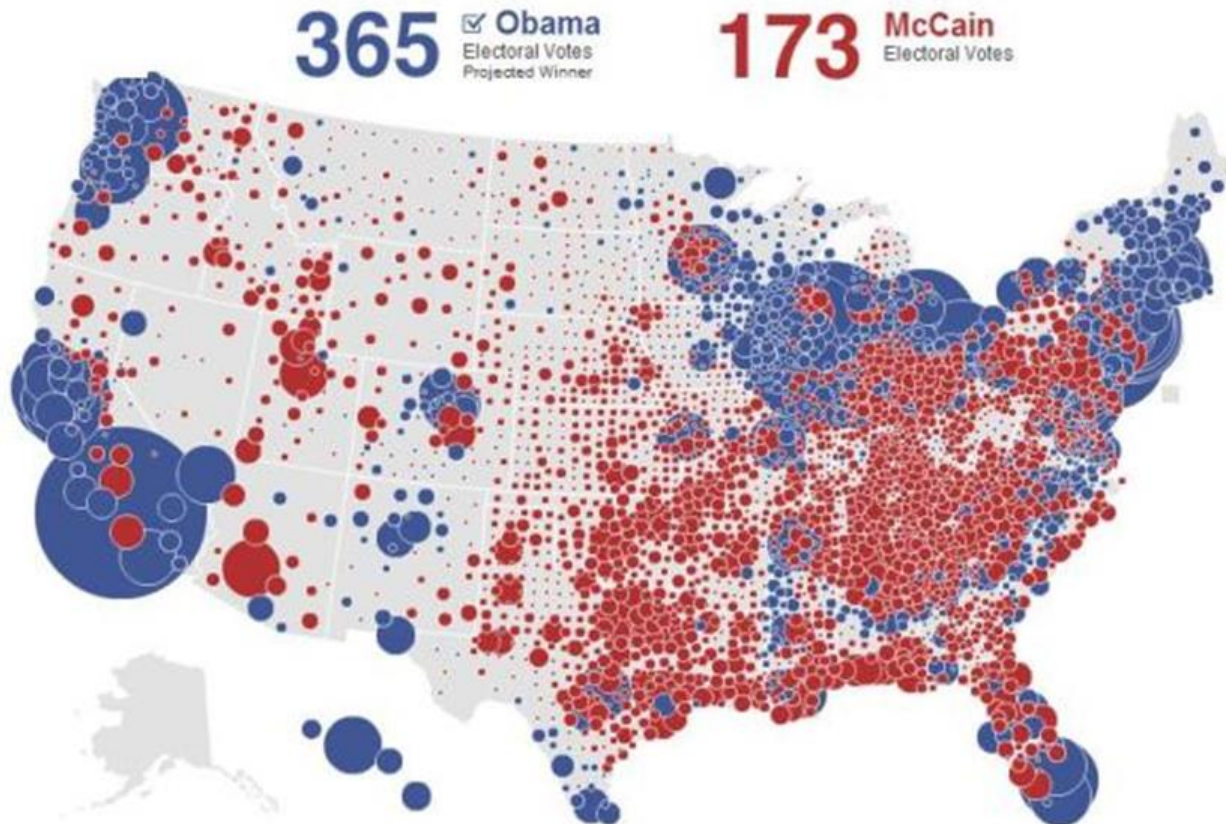 365
Obama
Electoral Votes
Projected Winner
173
McCain
Electoral Votes